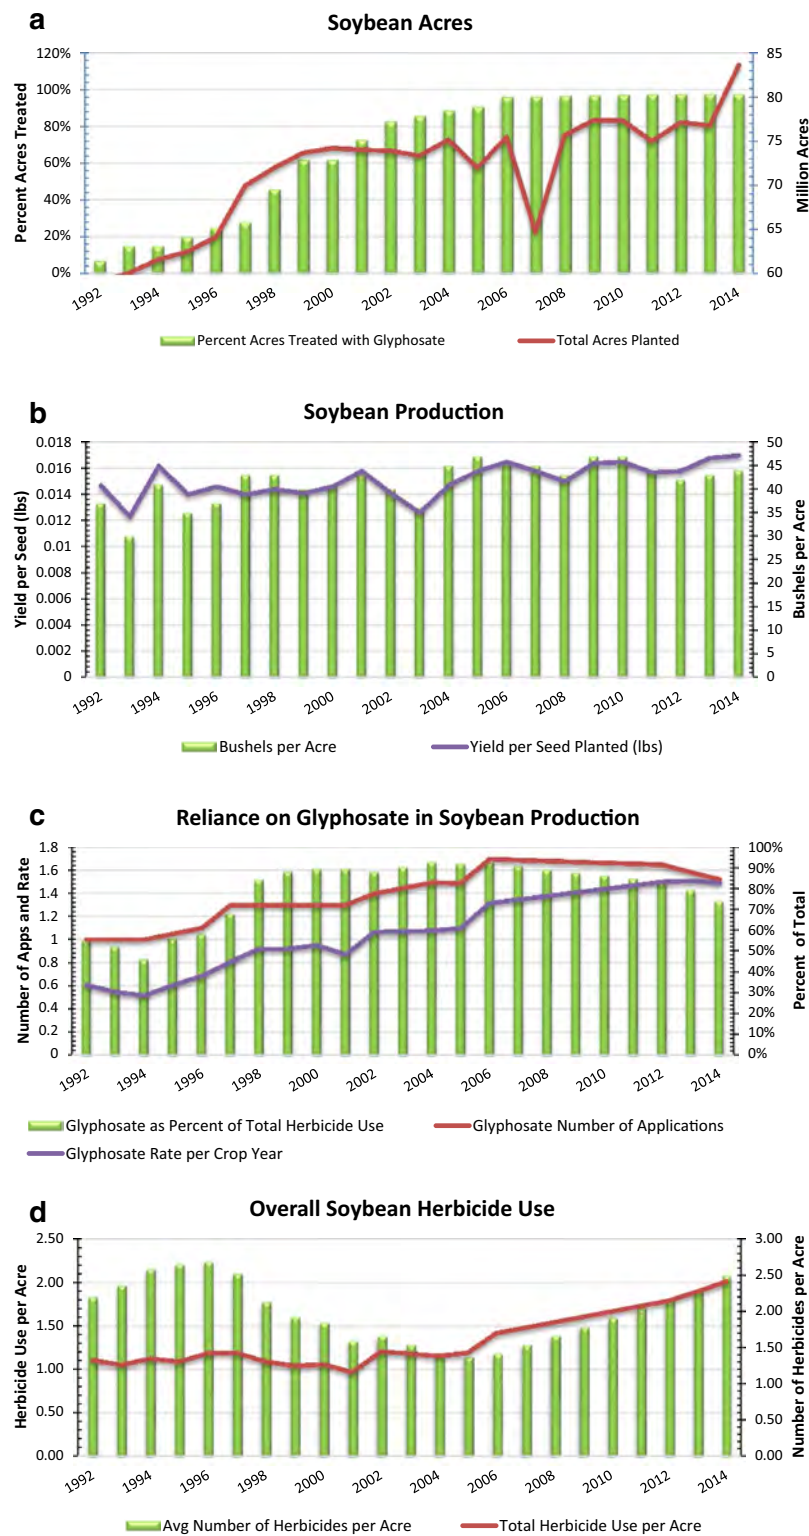 a
Soybean Acres
120%
100%
80%
60%
40%
20%
0%
Percent Acres Treated
85
80
75
70
65
60
Million Acres
1992 1994 1996 1998 2000 2002 2004 2006 2008 2010 2012 2014
Percent Acres Treated with Glyphosate Total Acres Planted
b
Soybean Production
0.018
0.016
0.014
0.012
0.01
0.008
0.006
0.004
0.002
0
Yield per Seed (lbs)
50
45
40
35
30
25
20
15
10
5
0
Bushels per Acre
1992 1994 1996 1998 2000 2002 2004 2006 2008 2010 2012 2014
Bushels per Acre Yield per Seed Planted (lbs)
c
Reliance on Glyphosate in Soybean Production
1.8
1.6
1.4
1.2
1
0.8
0.6
0.4
0.2
0
Number of Apps and Rate
100%
90%
80%
70%
60%
50%
40%
30%
20%
10%
0%
Percent of Total
1992 1994 1996 1998 2000 2002 2004 2006 2008 2010 2012 2014
Glyphosate as Percent of Total Herbicide Use Glyphosate Number of Applications
Glyphosate Rate per Crop Year
d
Overall Soybean Herbicide Use
2.50
2.00
1.50
1.00
0.50
0.00
Herbicide Use per Acre
3.00
2.50
2.00
1.50
1.00
0.50
0.00
Number of Herbicides per Acre
1992 1994 1996 1998 2000 2002 2004 2006 2008 2010 2012 2014
Avg Number of Herbicides per Acre Total Herbicide Use per Acre